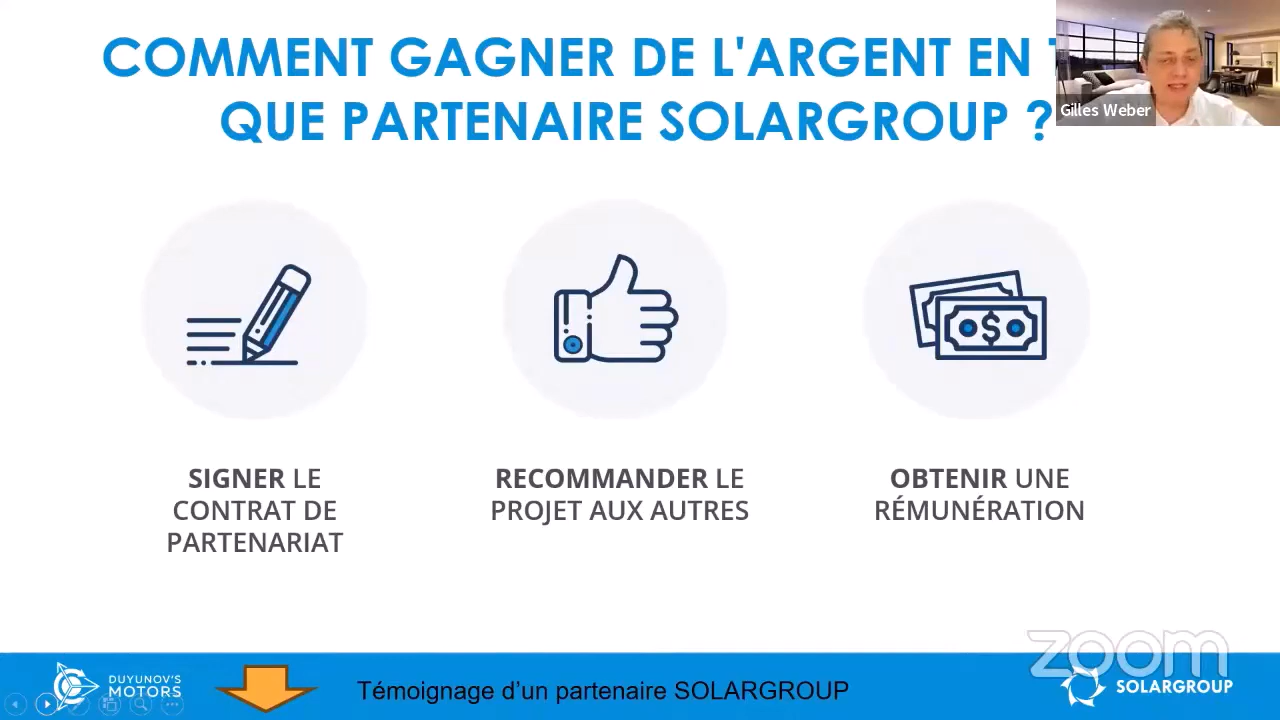 COMMENT GAGNER DE L'ARGENT EN
QUE PARTENAIRE SOLARGROUP ?
Gilles Weber
SIGNER LE
CONTRAT DE
PARTENARIAT
RECOMMANDER LE
PROJET AUX AUTRES
OBTENIR UNE
RÉMUNÉRATION
zoom
DUYUNOV'S
MOTORS
Témoignage d’un partenaire SOLARGROUP
SOLARGROUP